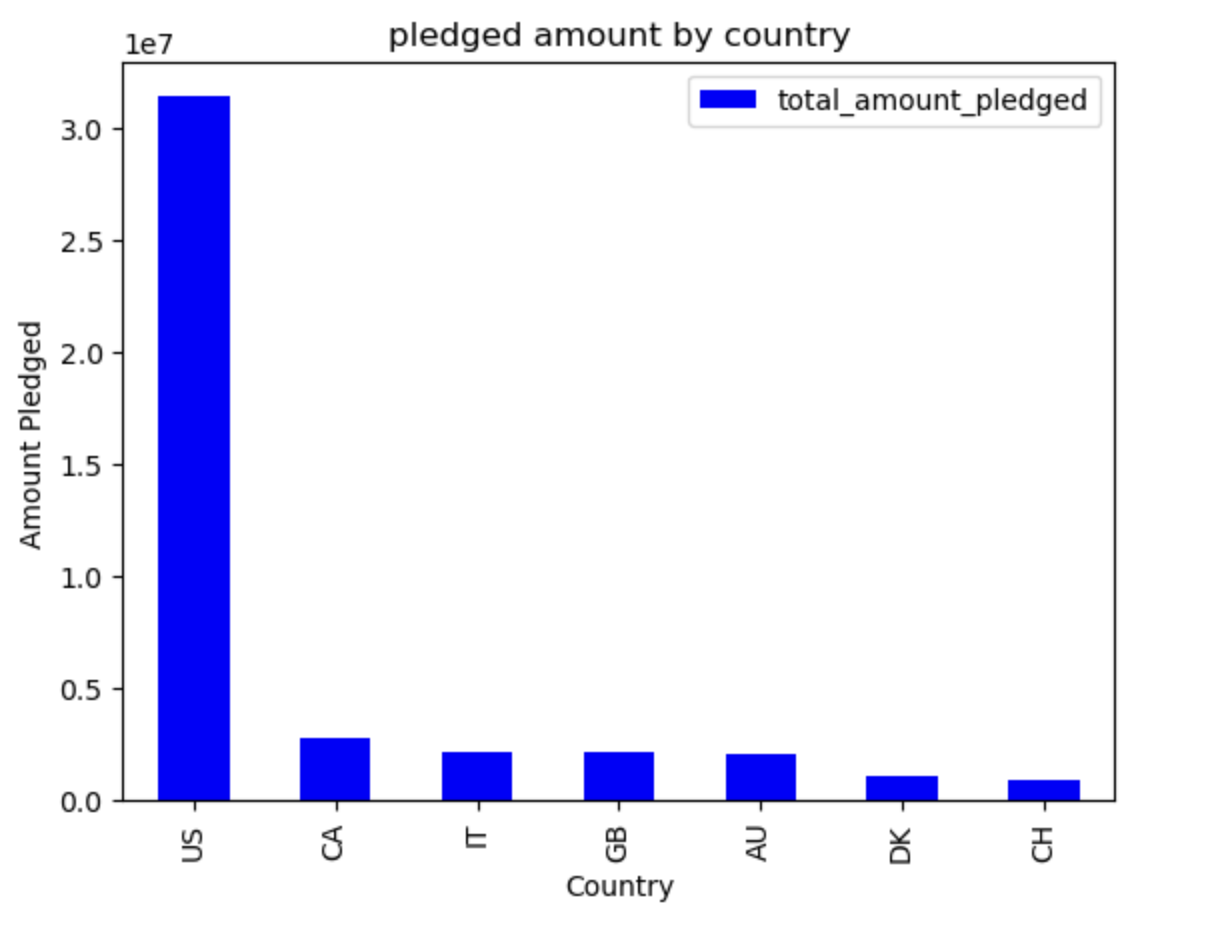 pledged amount by country
1e7
total_amount_pledged
3.0
2.5
2.0
1.5
1.0
0.5
0.0
Amount Pledged
US
CA
IT
GB
AU
DK
CH
Country